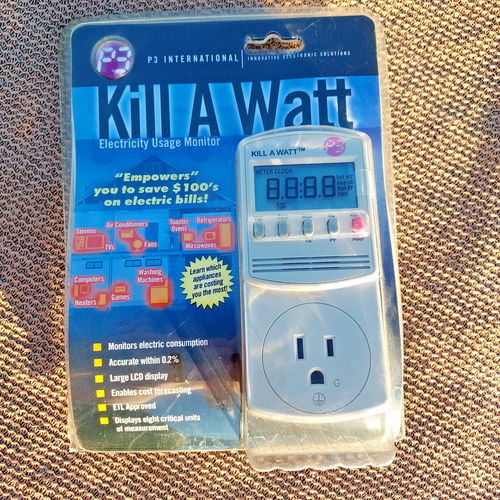 P3
P3 INTERNATIONAL
INNOVATIVE ELECTRONIC SOLUTIONS
Kill A Watt
Electricity Usage Monitor
"Empowers"
you to save $100's
on electric bills!
Stereos
Air Conditioners
Toaster
Ovens
Refrigerators
TVs
Fans
Mircowaves
Computers
Washing
Machines
Heaters
Games
Learn which
appliances
are costing
you the most!
Monitors electric consumption
Accurate within 0.2%
Large LCD display
Enables cost forecasting
ETL Approved
Displays eight critical units
of measurement
KILL A WATT™
P3
METER CLOCK
8.8:8.8
G